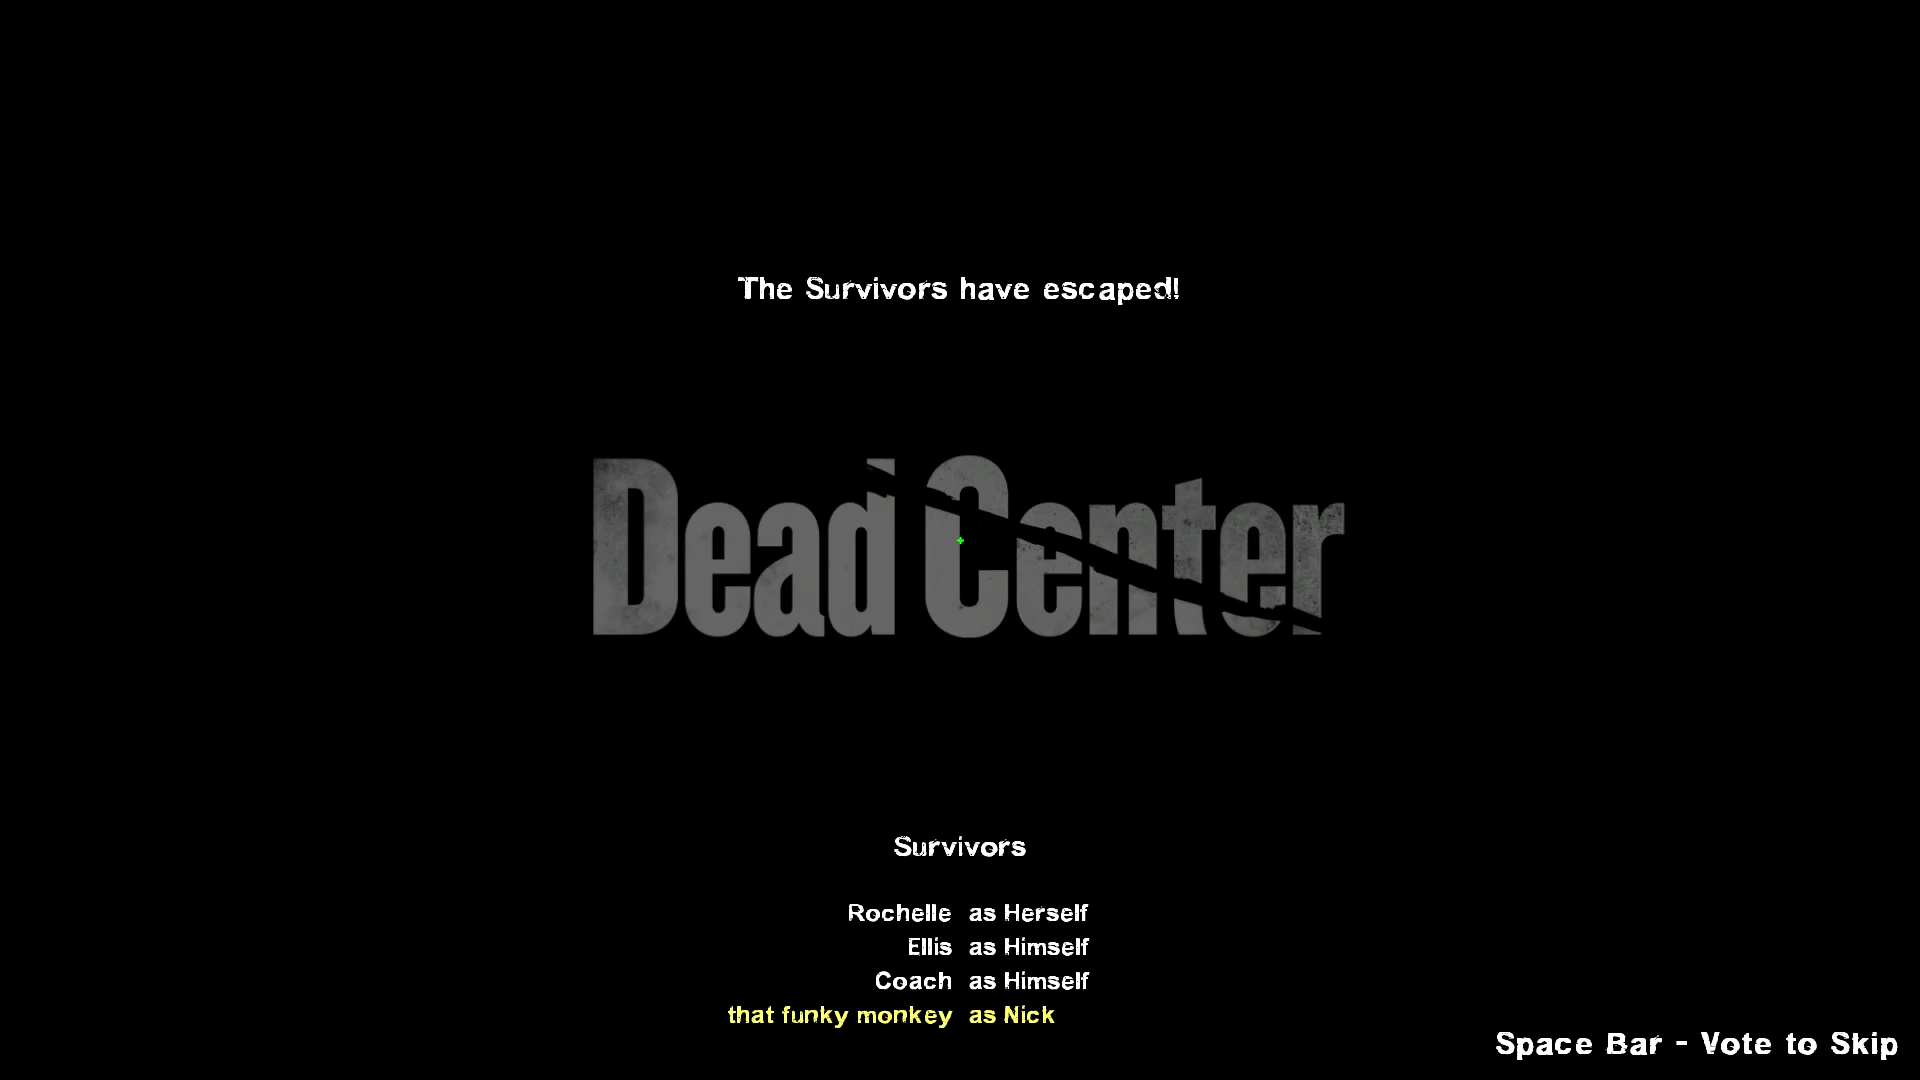 The Survivors have escaped!
Dead Center
Survivors
Rochelle as Herself
Ellis as Himself
Coach as Himself
that funky monkey as Nick
Space Bar - Vote to Skip